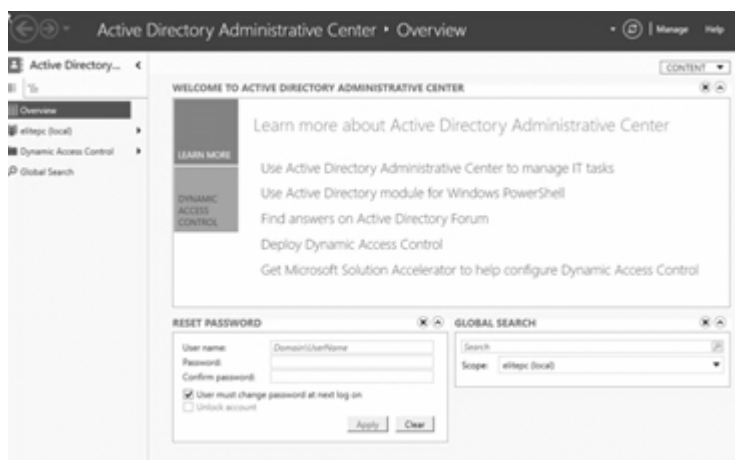 Active Directory Administrative Center • Overview
Manage
Help
Active Directory...
CONTENT
WELCOME TO ACTIVE DIRECTORY ADMINISTRATIVE CENTER
Overview
elitepc (local)
Dynamic Access Control
Global Search
LEARN MORE
DYNAMIC
ACCESS
CONTROL
Learn more about Active Directory Administrative Center
Use Active Directory Administrative Center to manage IT tasks
Use Active Directory module for Windows PowerShell
Find answers on Active Directory Forum
Deploy Dynamic Access Control
Get Microsoft Solution Accelerator to help configure Dynamic Access Control
RESET PASSWORD
User name:
Domain\UserName
Password:
Confirm password:
User must change password at next log on
Unlock account
Apply
Clear
GLOBAL SEARCH
Search
Scope:
elitepc (local)